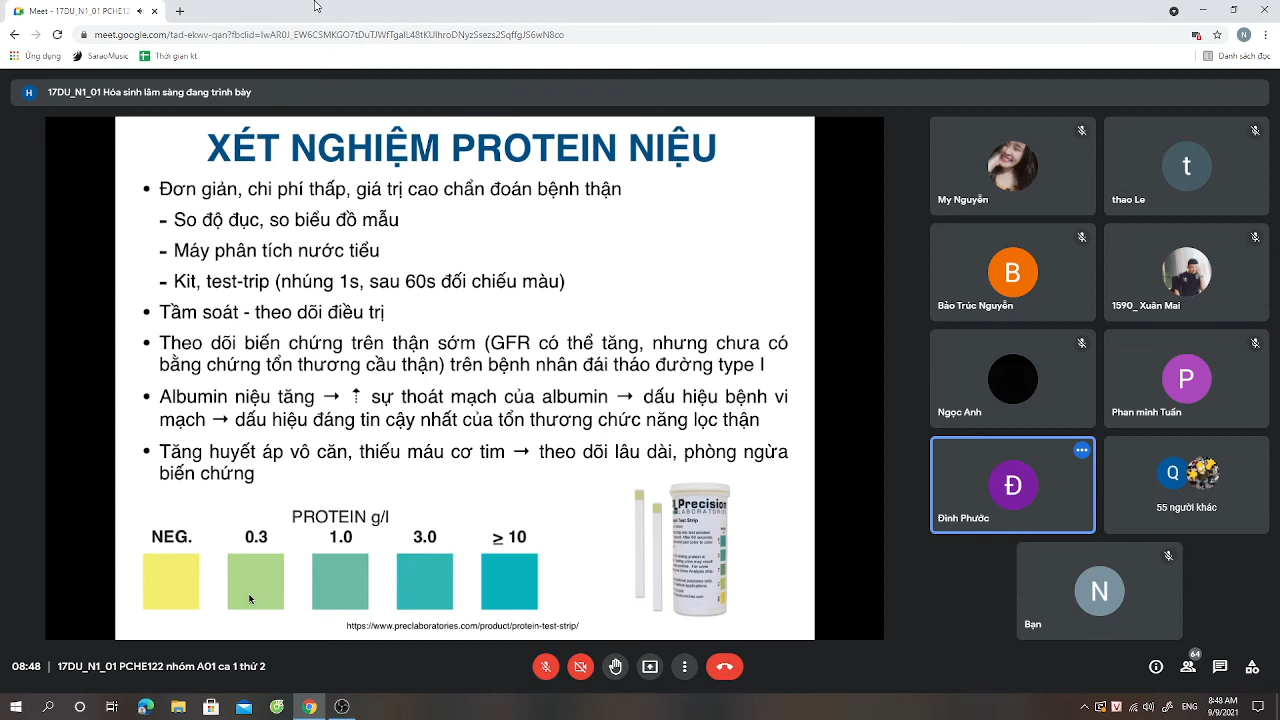 Meet - 17DU_N1_01 PCHE12
meet.google.com/tad-ekwv-qan?fbclid=IwAR0J_EW6CSMKGO7tDuTJWfTgaIL48tKUIhroDNyzSsezs2SqffgJS6wN8co
N
Ứng dụng
SaraoMusic
Thời gian kt
Danh sách đọc
H
17DU_N1_01 Hóa sinh lâm sàng đang trình bày
XÉT NGHIỆM PROTEIN NIỆU
• Đơn giản, chi phí thấp, giá trị cao chẩn đoán bệnh thận
- So độ đục, so biểu đồ mẫu
- Máy phân tích nước tiểu
- Kit, test-trip (nhúng 1s, sau 60s đối chiếu màu)
• Tầm soát - theo dõi điều trị
• Theo dõi biến chứng trên thận sớm (GFR có thể tăng, nhưng chưa có
bằng chứng tổn thương cầu thận) trên bệnh nhân đái tháo đường type I
• Albumin niệu tăng → ⇡ sự thoát mạch của albumin → dấu hiệu bệnh vi
mạch → dấu hiệu đáng tin cậy nhất của tổn thương chức năng lọc thận
• Tăng huyết áp vô căn, thiếu máu cơ tim → theo dõi lâu dài, phòng ngừa
biến chứng
PROTEIN g/l
NEG. 0.3 1.0 3.0 ≥ 10
Precision
LABORATORIES
Test Strip
https://www.preclaboratories.com/product/protein-test-strip/
My Nguyễn
t
thao Le
B
Bảo Trúc Nguyễn
1590_ Xuân Mai
Ngọc Anh
P
Phan minh Tuấn
Đ
Đình Phước
Q
55 người khác
N
Bạn
08:48 | 17DU_N1_01 PCHE122 nhóm A01 ca 1 thứ 2
64
8:48 AM
9/6/2021